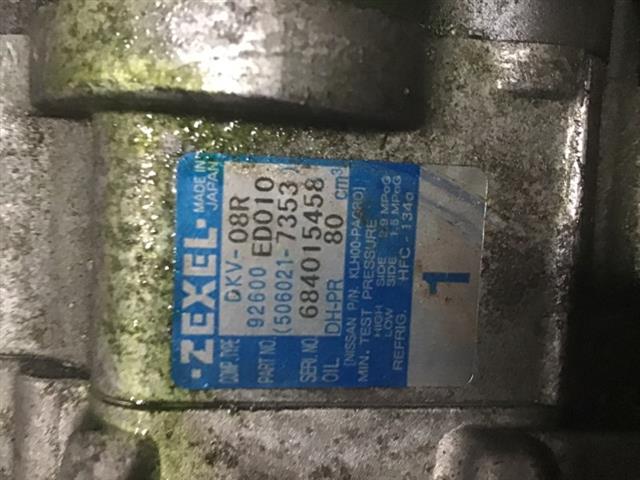 ·ZEXEL·
MADE IN
JAPAN
COMP. TYPE DKV-08R
PART NO. 92600 ED010
(506021-7353)
SERI. NO. 684015458
OIL DH-PR 80 cm³
[NISSAN P/N. KLH00-PAGR0]
MIN. TEST PRESSURE
HIGH SIDE 2.9 MPaG
LOW SIDE 1.5 MPaG
REFRIG. HFC-134a
1